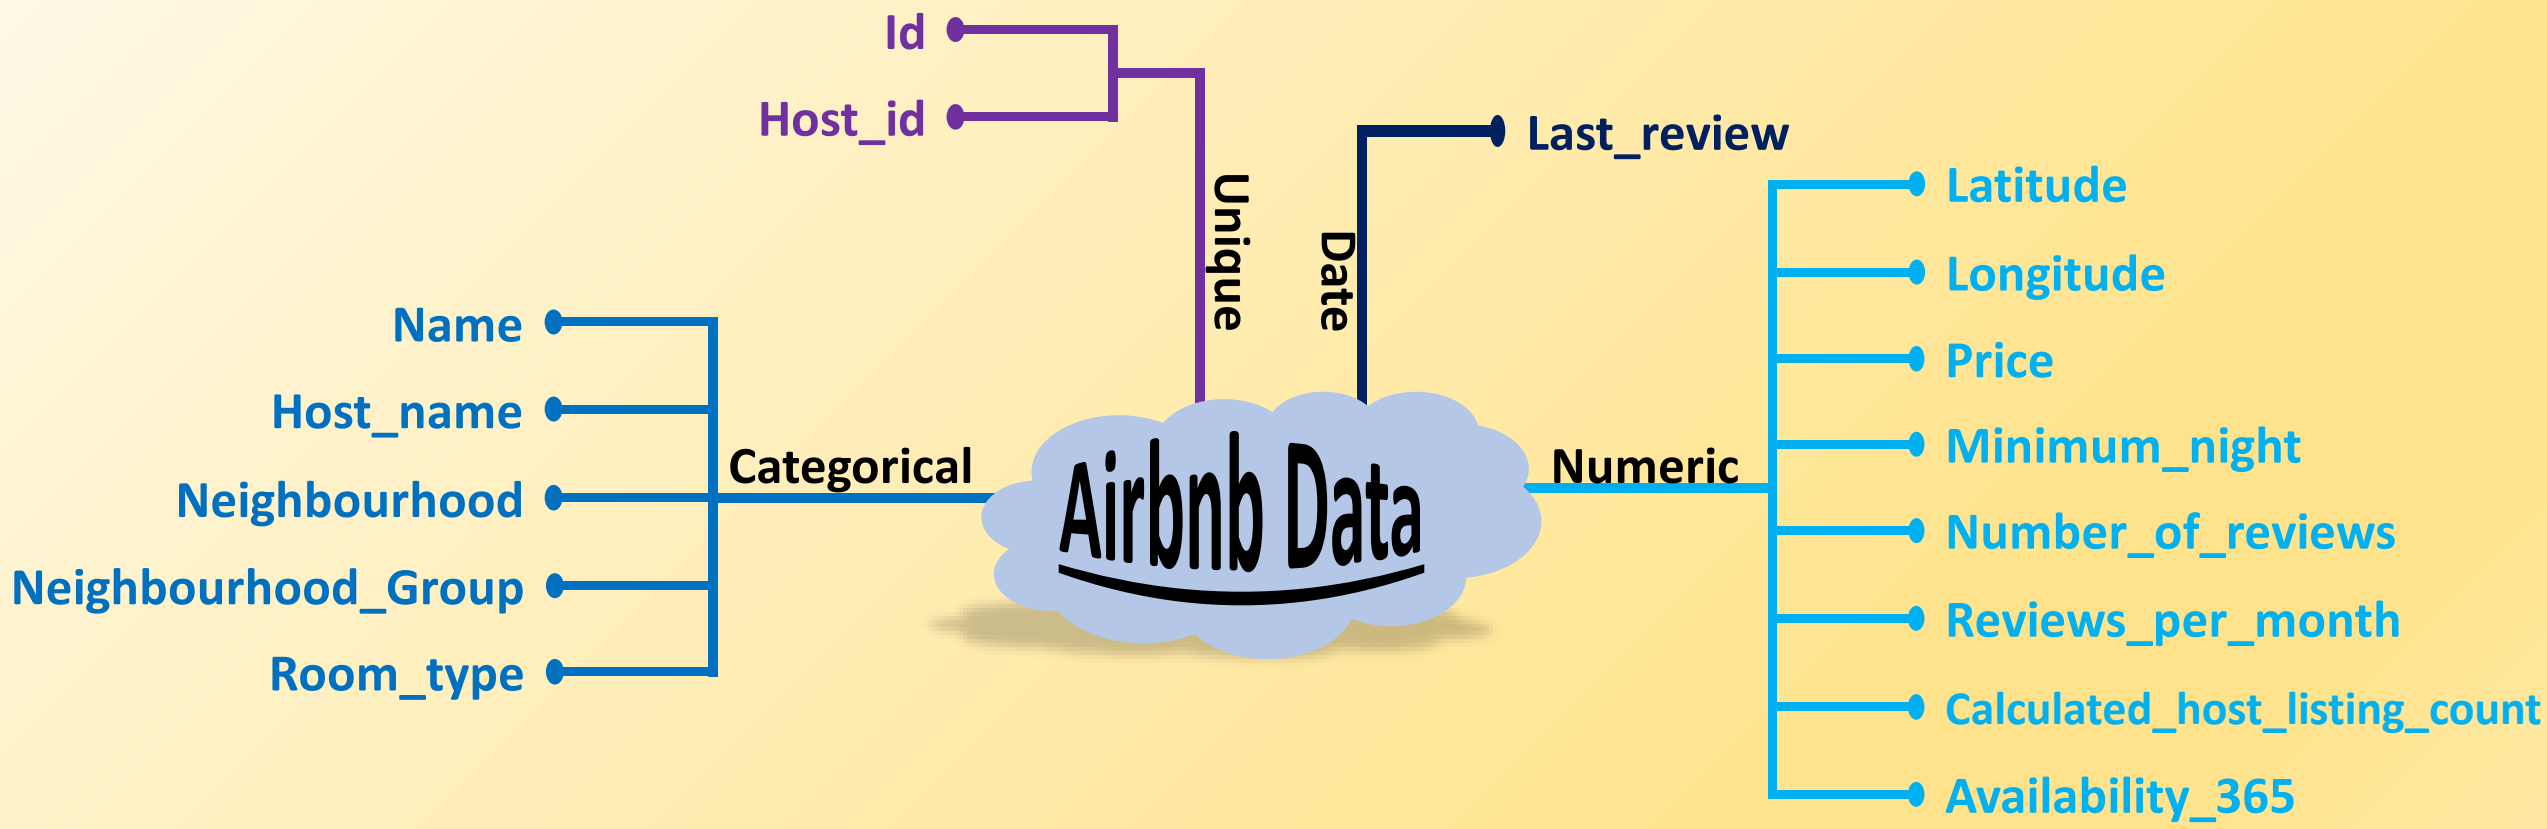 Id
Host_id
Unique
Date
Last_review
Name
Host_name
Neighbourhood
Neighbourhood_Group
Room_type
Categorical
Airbnb Data
Numeric
Latitude
Longitude
Price
Minimum_night
Number_of_reviews
Reviews_per_month
Calculated_host_listing_count
Availability_365